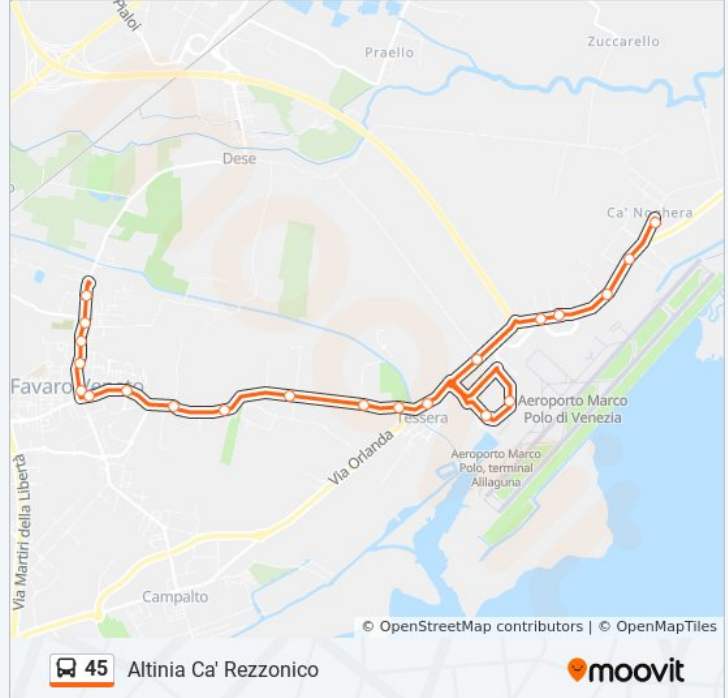 Pialoi
Praello
Zuccarello
Dese
Ca' Noghera
Favaro Veneto
Aeroporto Marco
Polo di Venezia
Tessera
Via Orlanda
Aeroporto Marco
Polo, terminal
Alilaguna
Via Martiri della Libertà
Campalto
© OpenStreetMap contributors | © OpenMapTiles
45 Altinia Ca' Rezzonico
moovit